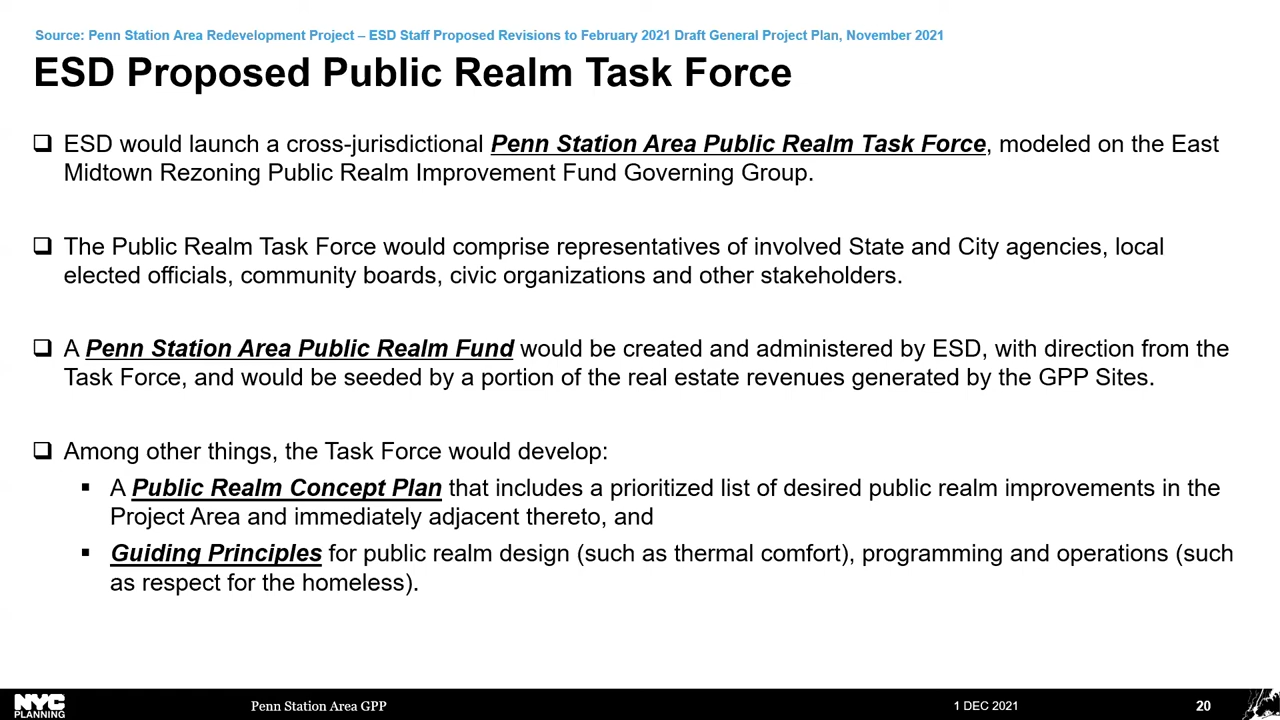 Source: Penn Station Area Redevelopment Project – ESD Staff Proposed Revisions to February 2021 Draft General Project Plan, November 2021
ESD Proposed Public Realm Task Force
❑ ESD would launch a cross-jurisdictional Penn Station Area Public Realm Task Force, modeled on the East
Midtown Rezoning Public Realm Improvement Fund Governing Group.
❑ The Public Realm Task Force would comprise representatives of involved State and City agencies, local
elected officials, community boards, civic organizations and other stakeholders.
❑ A Penn Station Area Public Realm Fund would be created and administered by ESD, with direction from the
Task Force, and would be seeded by a portion of the real estate revenues generated by the GPP Sites.
❑ Among other things, the Task Force would develop:
▪ A Public Realm Concept Plan that includes a prioritized list of desired public realm improvements in the
Project Area and immediately adjacent thereto, and
▪ Guiding Principles for public realm design (such as thermal comfort), programming and operations (such
as respect for the homeless).
NYC
PLANNING
Penn Station Area GPP
1 DEC 2021
20